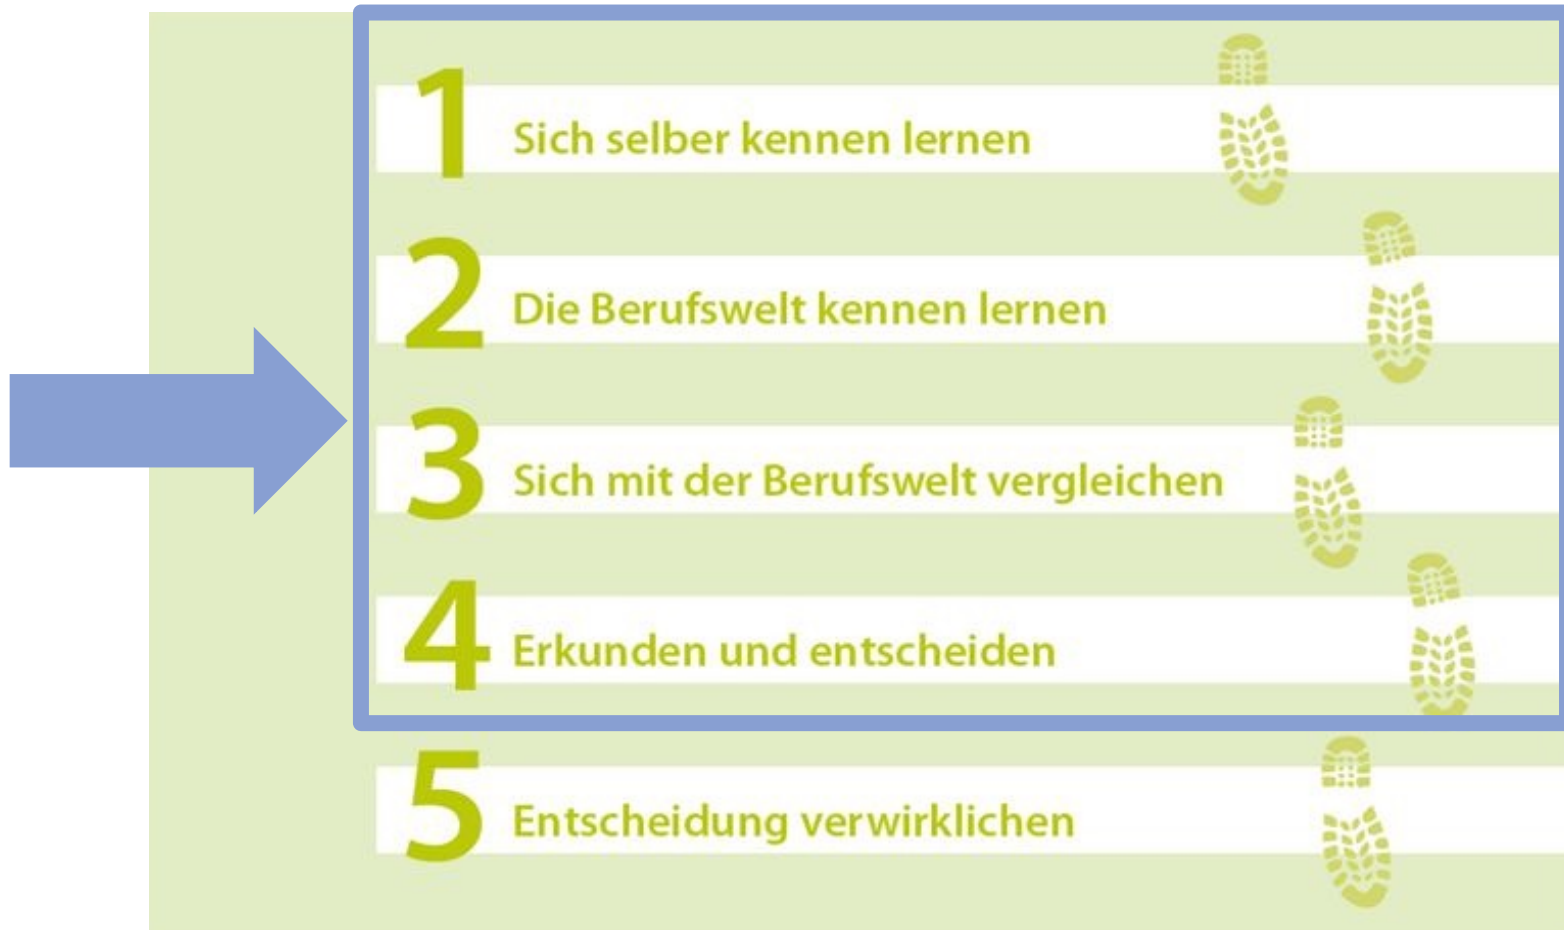 1 Sich selber kennen lernen
2 Die Berufswelt kennen lernen
3 Sich mit der Berufswelt vergleichen
4 Erkunden und entscheiden
5 Entscheidung verwirklichen